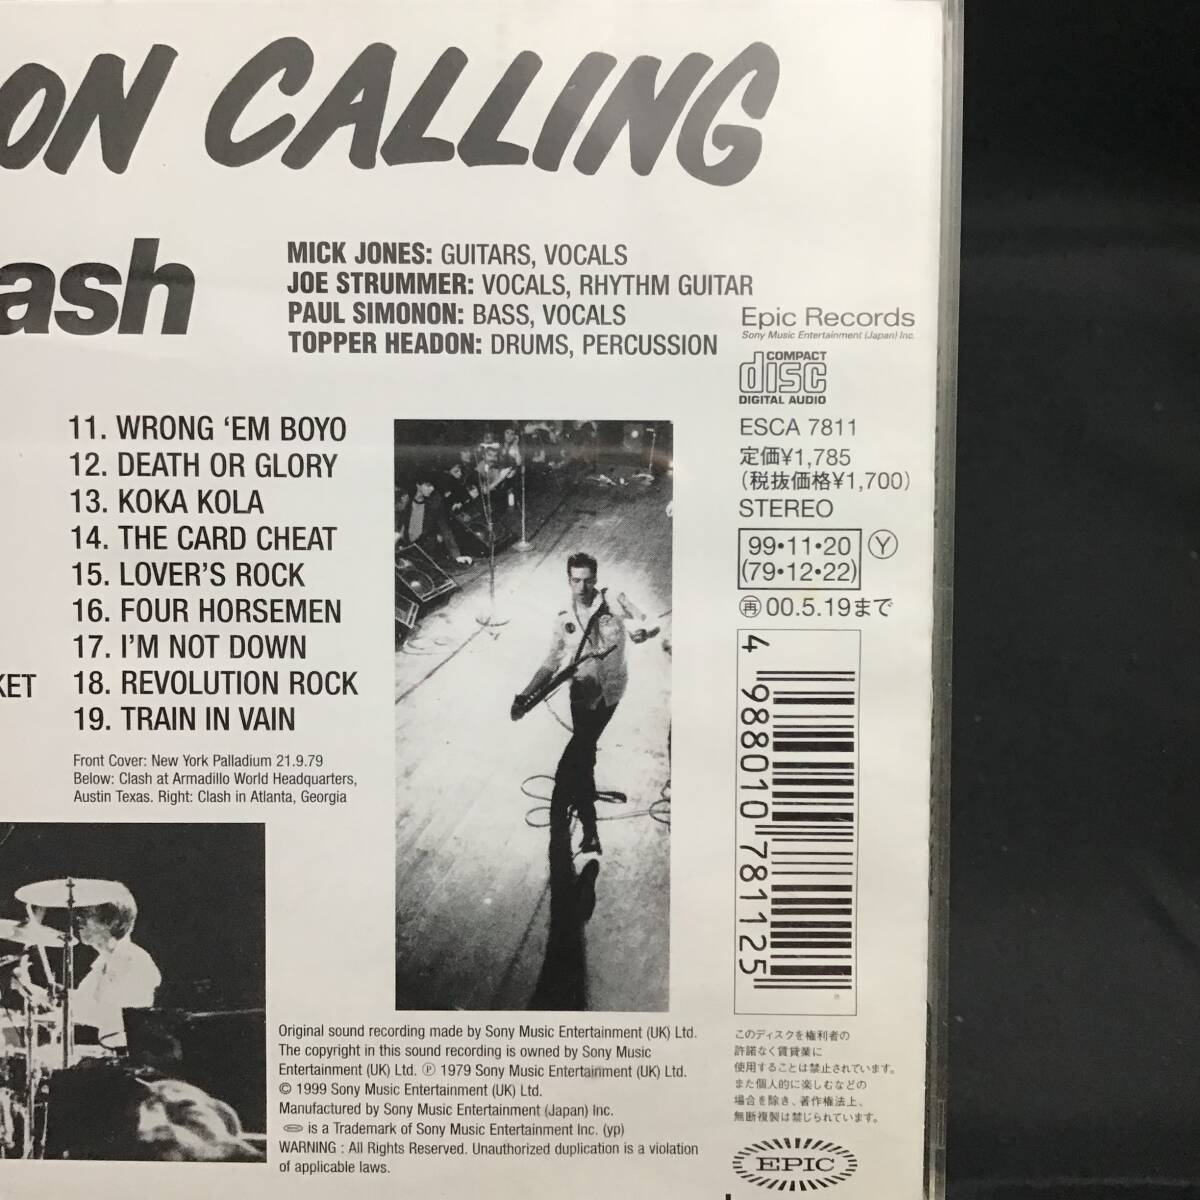 ON CALLING
ash
MICK JONES: GUITARS, VOCALS
JOE STRUMMER: VOCALS, RHYTHM GUITAR
PAUL SIMONON: BASS, VOCALS
TOPPER HEADON: DRUMS, PERCUSSION
11. WRONG ‘EM BOYO
12. DEATH OR GLORY
13. KOKA KOLA
14. THE CARD CHEAT
15. LOVER’S ROCK
16. FOUR HORSEMEN
17. I’M NOT DOWN
KET
18. REVOLUTION ROCK
19. TRAIN IN VAIN
Front Cover: New York Palladium 21.9.79
Below: Clash at Armadillo World Headquarters,
Austin Texas. Right: Clash in Atlanta, Georgia
Epic Records
Sony Music Entertainment (Japan) Inc.
COMPACT
disc
DIGITAL AUDIO
ESCA 7811
定価¥1,785
(税抜価格¥1,700)
STEREO
99・11・20 Ⓨ
(79・12・22)
㊢00.5.19まで
4 988010 781125
Original sound recording made by Sony Music Entertainment (UK) Ltd.
The copyright in this sound recording is owned by Sony Music
Entertainment (UK) Ltd. ℗ 1979 Sony Music Entertainment (UK) Ltd.
© 1999 Sony Music Entertainment (UK) Ltd.
Manufactured by Sony Music Entertainment (Japan) Inc.
is a Trademark of Sony Music Entertainment Inc. (yp)
WARNING : All Rights Reserved. Unauthorized duplication is a violation
of applicable laws.
このディスクを権利者の
許諾なく賃貸業に
使用することは禁止されています。
また個人的に楽しむなどの
場合を除き、著作権法上、
無断複製は禁じられています。
EPIC